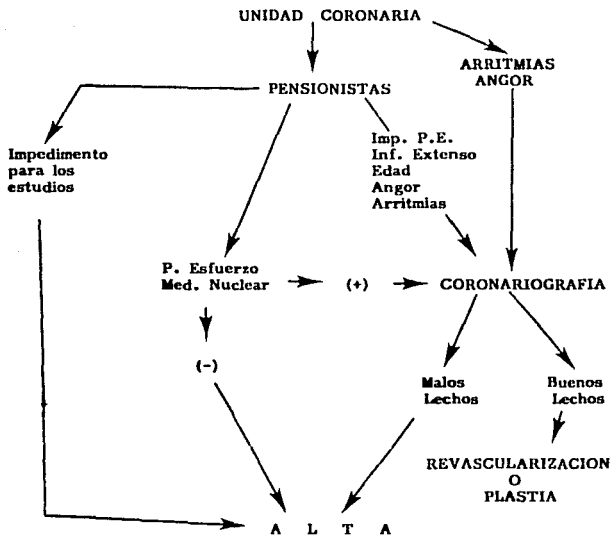 UNIDAD CORONARIA
ARRITMIAS
ANGOR
PENSIONISTAS
Impedimento
para los
estudios
Imp. P.E.
Inf. Extenso
Edad
Angor
Arritmias
P. Esfuerzo
Med. Nuclear
(+)
CORONARIOGRAFIA
(-)
Malos
Lechos
Buenos
Lechos
REVASCULARIZACION
O
PLASTIA
A L T A